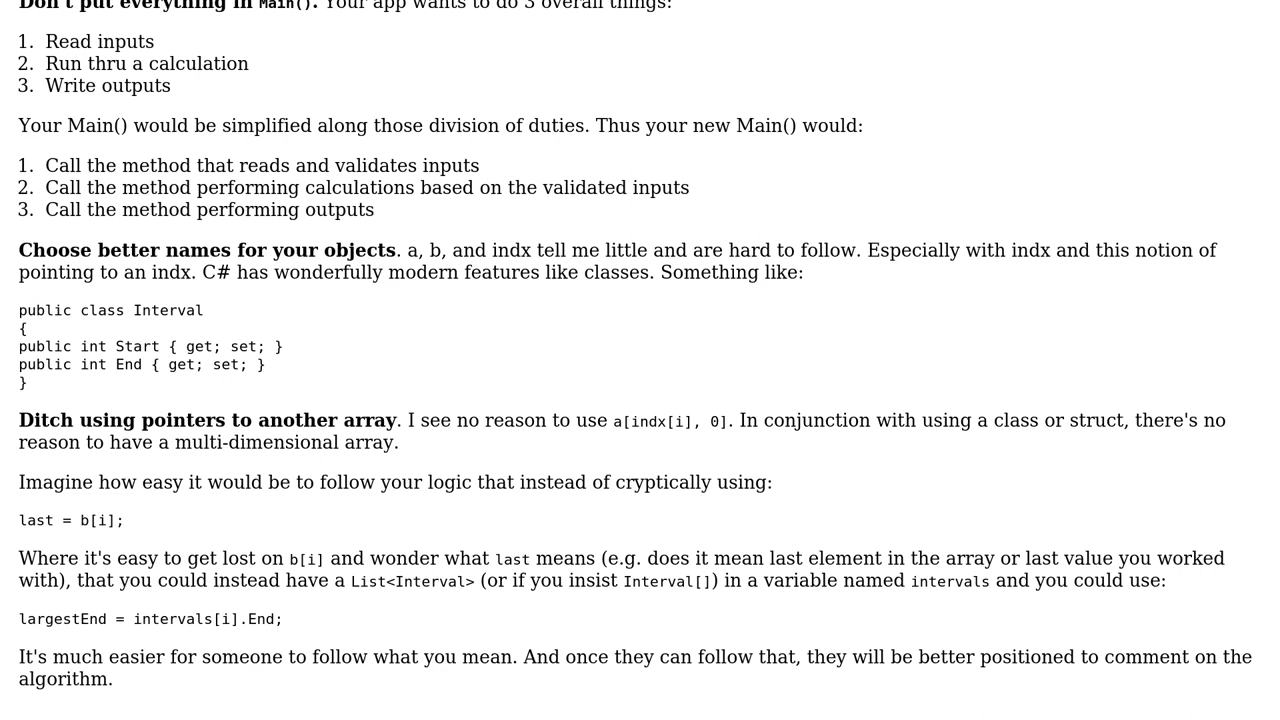 Don't put everything in Main(). Your app wants to do 3 overall things:
1. Read inputs
2. Run thru a calculation
3. Write outputs
Your Main() would be simplified along those division of duties. Thus your new Main() would:
1. Call the method that reads and validates inputs
2. Call the method performing calculations based on the validated inputs
3. Call the method performing outputs
Choose better names for your objects. a, b, and indx tell me little and are hard to follow. Especially with indx and this notion of
pointing to an indx. C# has wonderfully modern features like classes. Something like:
public class Interval
{
public int Start { get; set; }
public int End { get; set; }
}
Ditch using pointers to another array. I see no reason to use a[indx[i], 0]. In conjunction with using a class or struct, there's no
reason to have a multi-dimensional array.
Imagine how easy it would be to follow your logic that instead of cryptically using:
last = b[i];
Where it's easy to get lost on b[i] and wonder what last means (e.g. does it mean last element in the array or last value you worked
with), that you could instead have a List<Interval> (or if you insist Interval[]) in a variable named intervals and you could use:
largestEnd = intervals[i].End;
It's much easier for someone to follow what you mean. And once they can follow that, they will be better positioned to comment on the
algorithm.